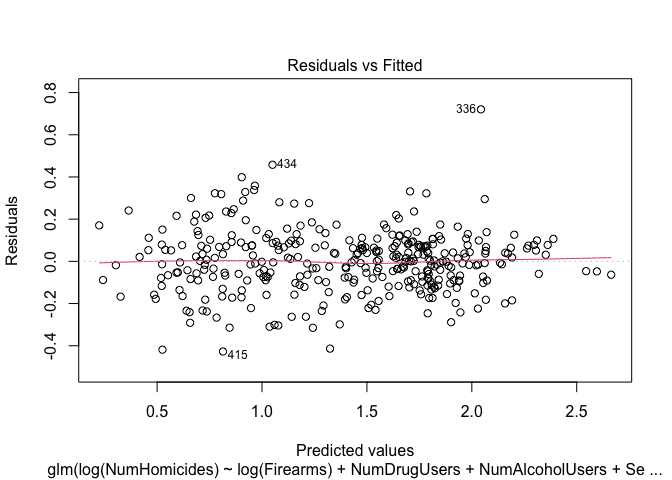 Residuals vs Fitted
0.8
336
0.6
434
0.4
0.2
Residuals
0.0
-0.2
-0.4
415
0.5 1.0 1.5 2.0 2.5
Predicted values
glm(log(NumHomicides) ~ log(Firearms) + NumDrugUsers + NumAlcoholUsers + Se ...